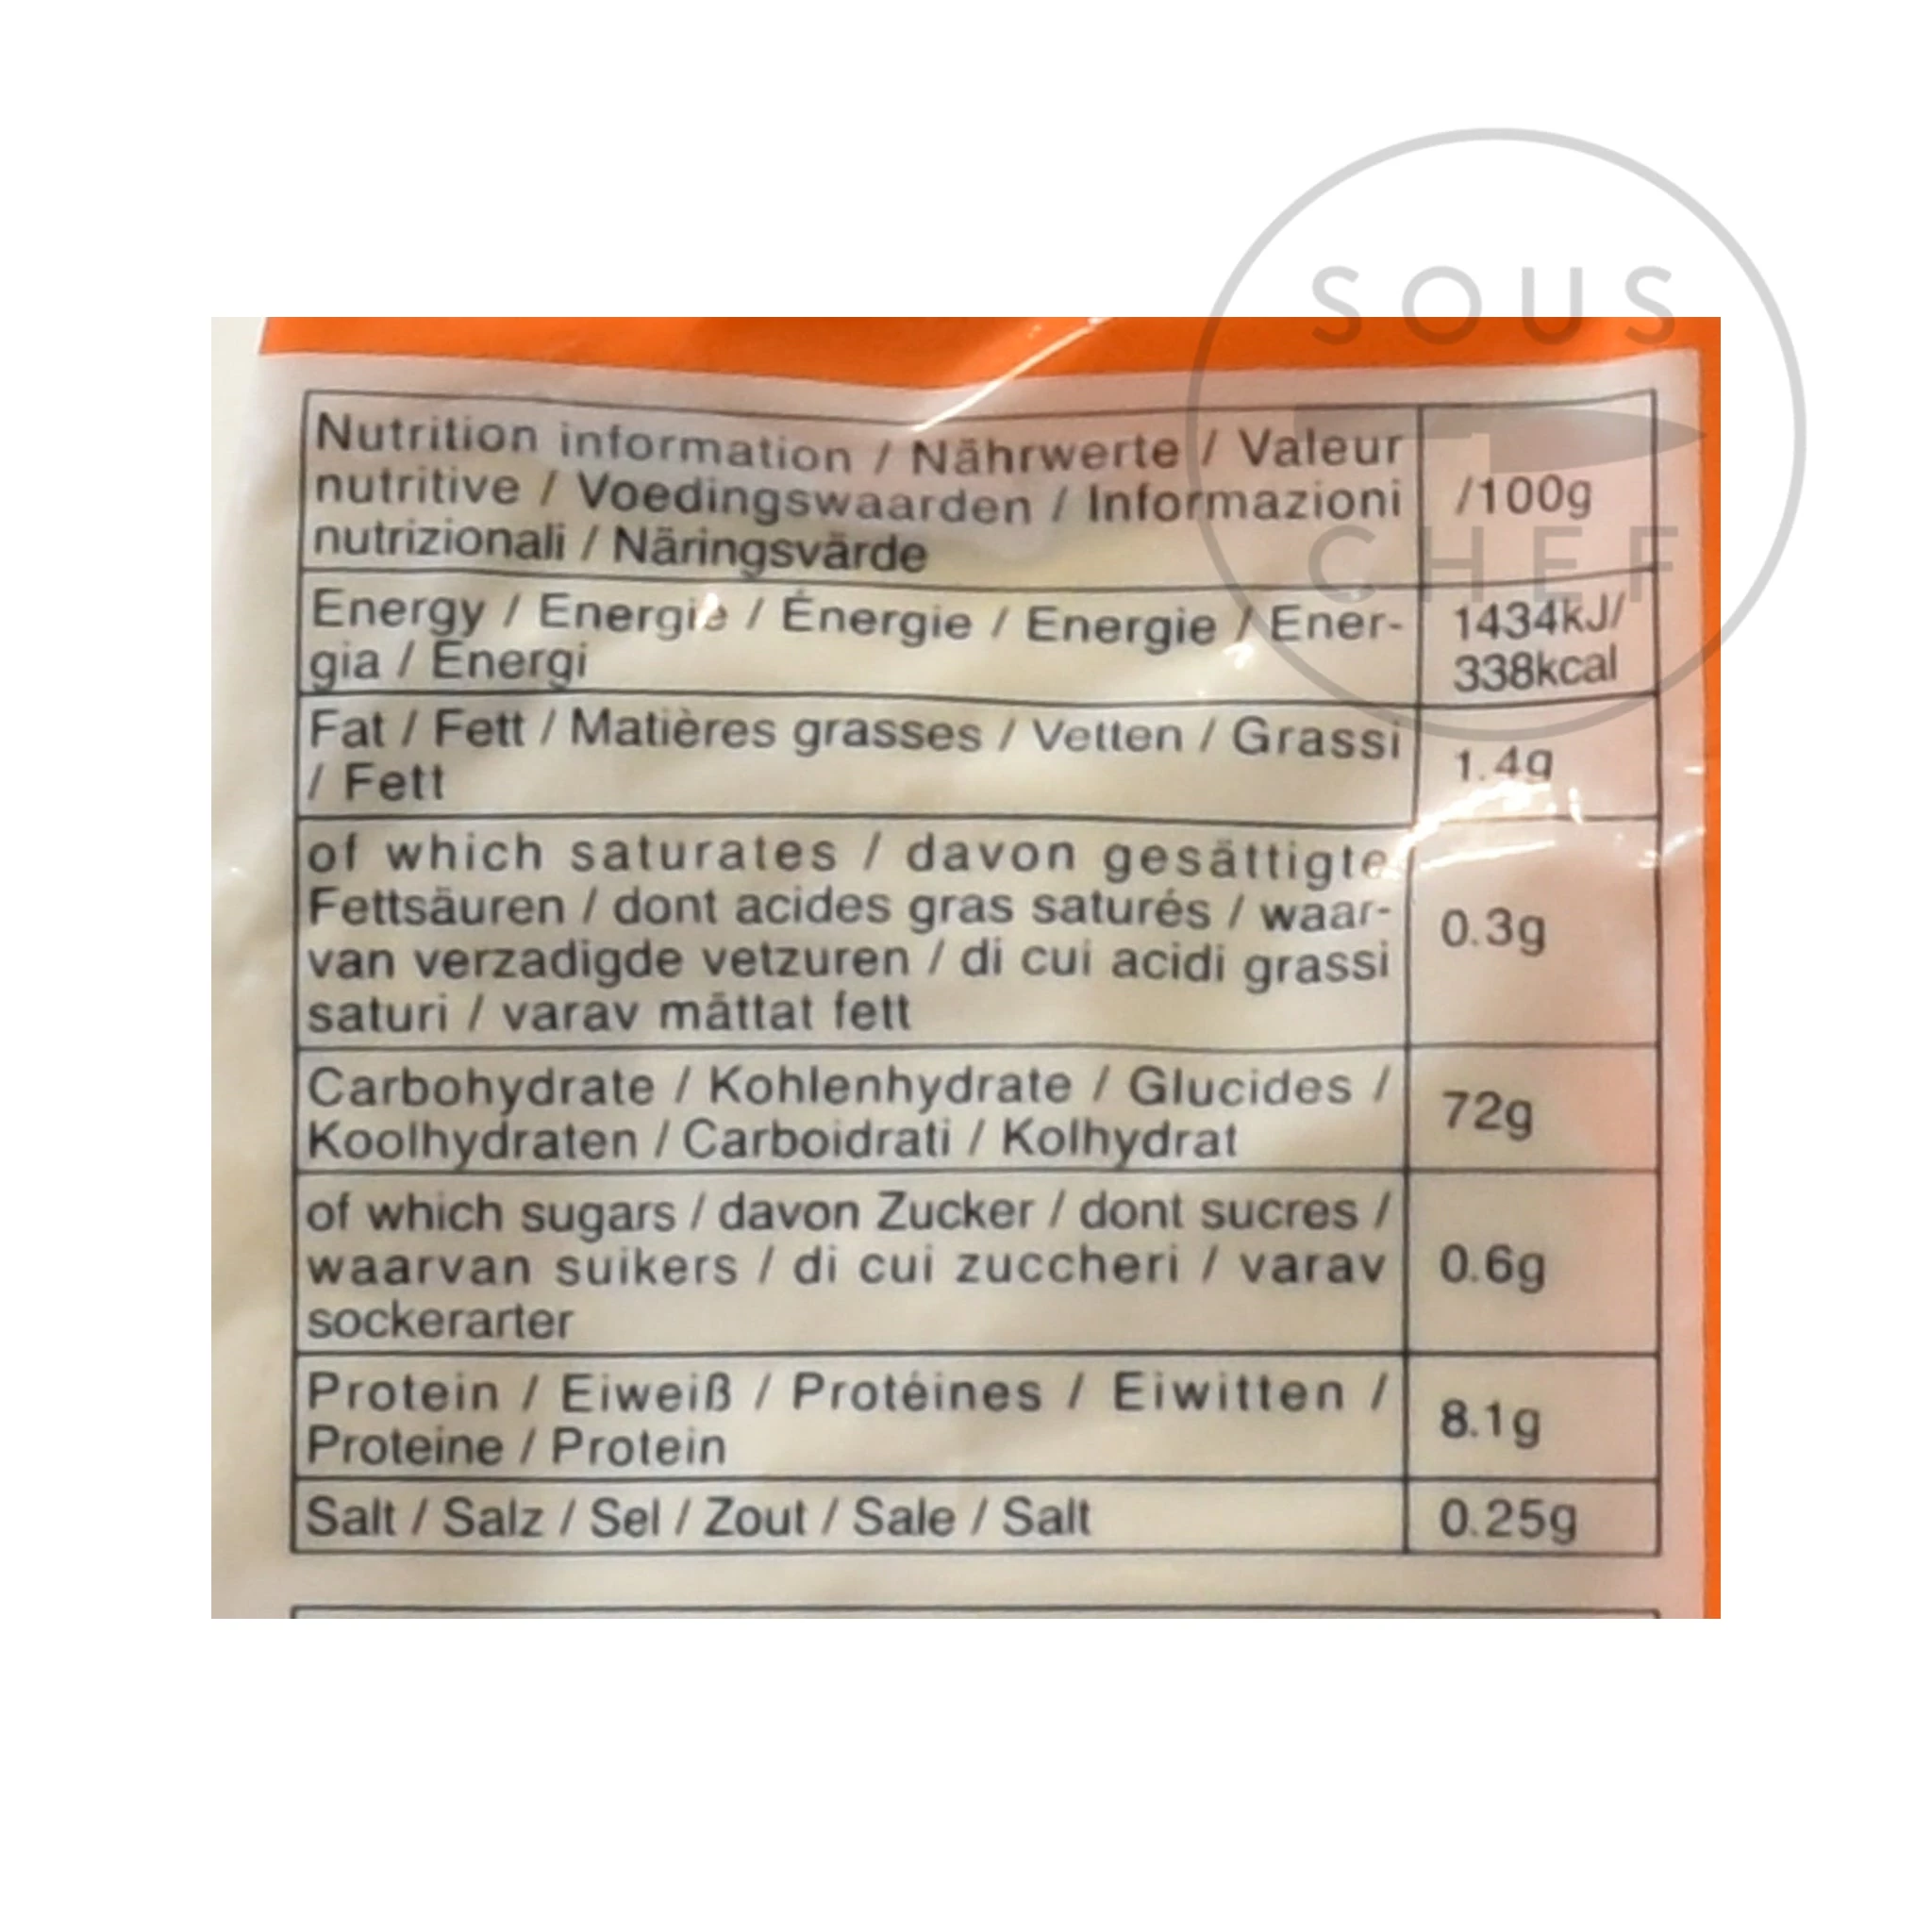 SOUS
CHEF
Nutrition information / Nährwerte / Valeur
nutritive / Voedingswaarden / Informazioni
nutrizionali / Näringsvärde
/100g
Energy / Energie / Énergie / Energie / Ener-
gia / Energi
1434kJ/
338kcal
Fat / Fett / Matières grasses / Vetten / Grassi
/ Fett
1.4g
of which saturates / davon gesättigte
Fettsäuren / dont acides gras saturés / waar-
van verzadigde vetzuren / di cui acidi grassi
saturi / varav mättat fett
0.3g
Carbohydrate / Kohlenhydrate / Glucides /
Koolhydraten / Carboidrati / Kolhydrat
72g
of which sugars / davon Zucker / dont sucres /
waarvan suikers / di cui zuccheri / varav
sockerarter
0.6g
Protein / Eiweiß / Protéines / Eiwitten /
Proteine / Protein
8.1g
Salt / Salz / Sel / Zout / Sale / Salt
0.25g